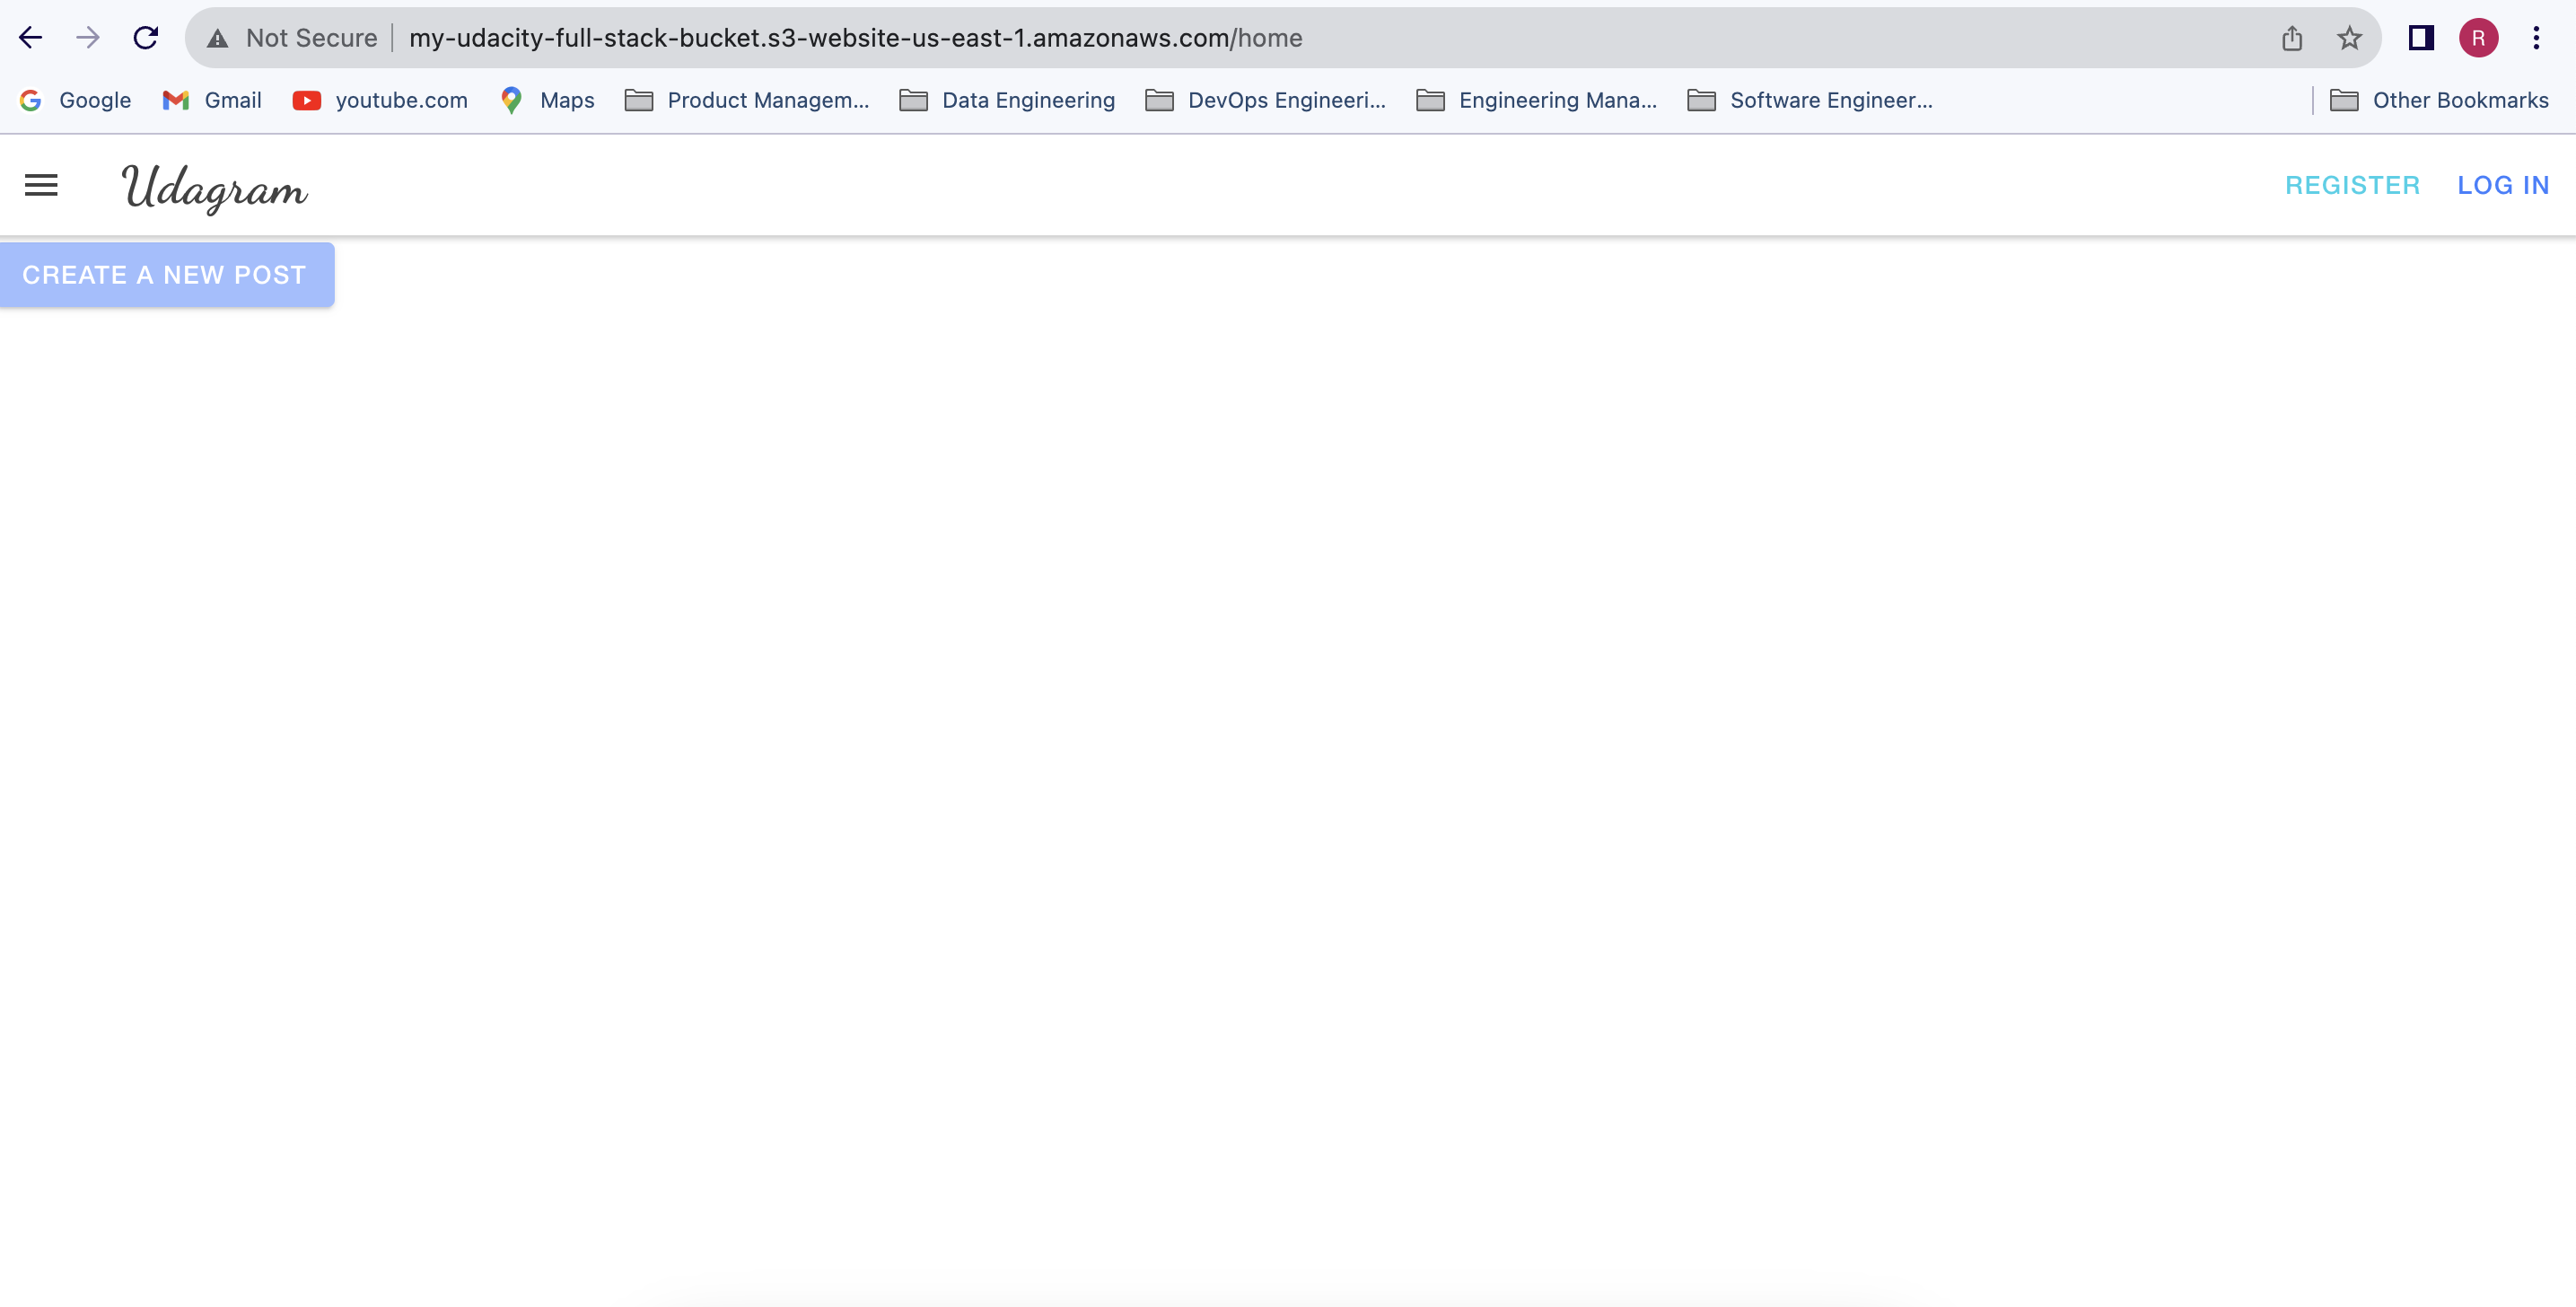 Not Secure my-udacity-full-stack-bucket.s3-website-us-east-1.amazonaws.com/home R
Google Gmail youtube.com Maps Product Managem... Data Engineering DevOps Engineeri... Engineering Mana... Software Engineer... Other Bookmarks
Udagram REGISTER LOG IN
CREATE A NEW POST